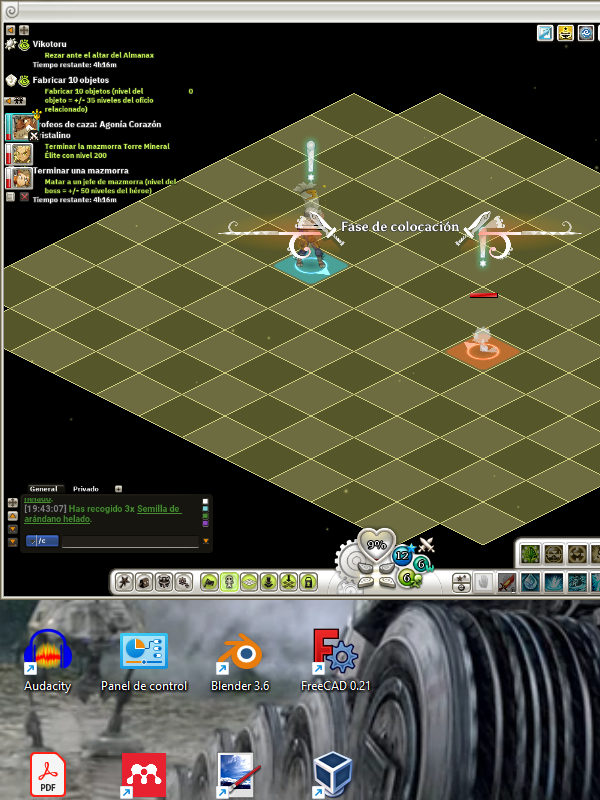 Vikotoru
Rezar ante el altar del Almanax
Tiempo restante: 4h16m
Fabricar 10 objetos
Fabricar 10 objetos (nivel del 0
objeto = +/- 35 niveles del oficio
relacionado)
rofeos de caza: Agonía Corazón
ristalino
Terminar la mazmorra Torre Mineral
Élite con nivel 200
Terminar una mazmorra
Matar a un jefe de mazmorra (nivel del
boss = +/- 50 niveles del héroe)
Tiempo restante: 4h16m
Fase de colocación
General Privado
helado.
[19:43:07] Has recogido 3x Semilla de
arándano helado.
/c
9%
12
6
6
Audacity
Panel de control
Blender 3.6
FreeCAD 0.21
PDF